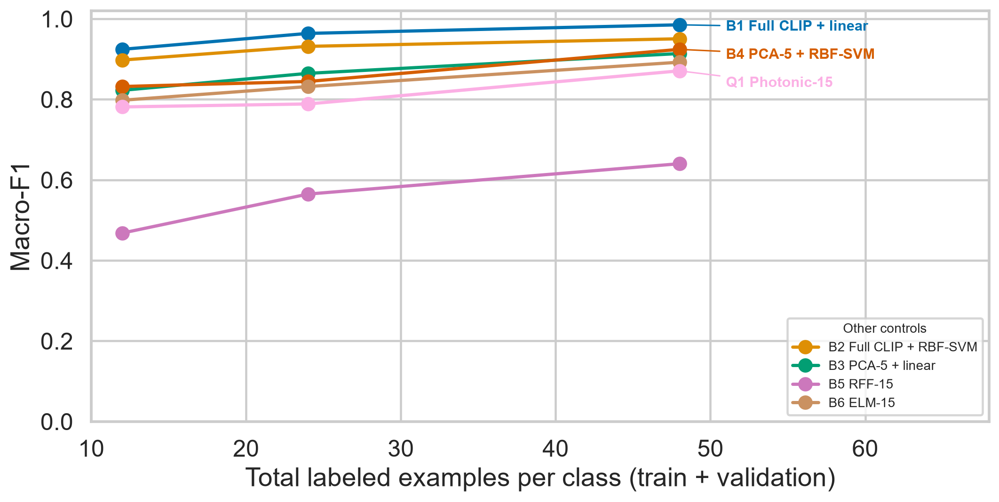 1.0
0.8
0.6
0.4
0.2
0.0
Macro-F1
B1 Full CLIP + linear
B4 PCA-5 + RBF-SVM
Q1 Photonic-15
Other controls
B2 Full CLIP + RBF-SVM
B3 PCA-5 + linear
B5 RFF-15
B6 ELM-15
10 20 30 40 50 60
Total labeled examples per class (train + validation)